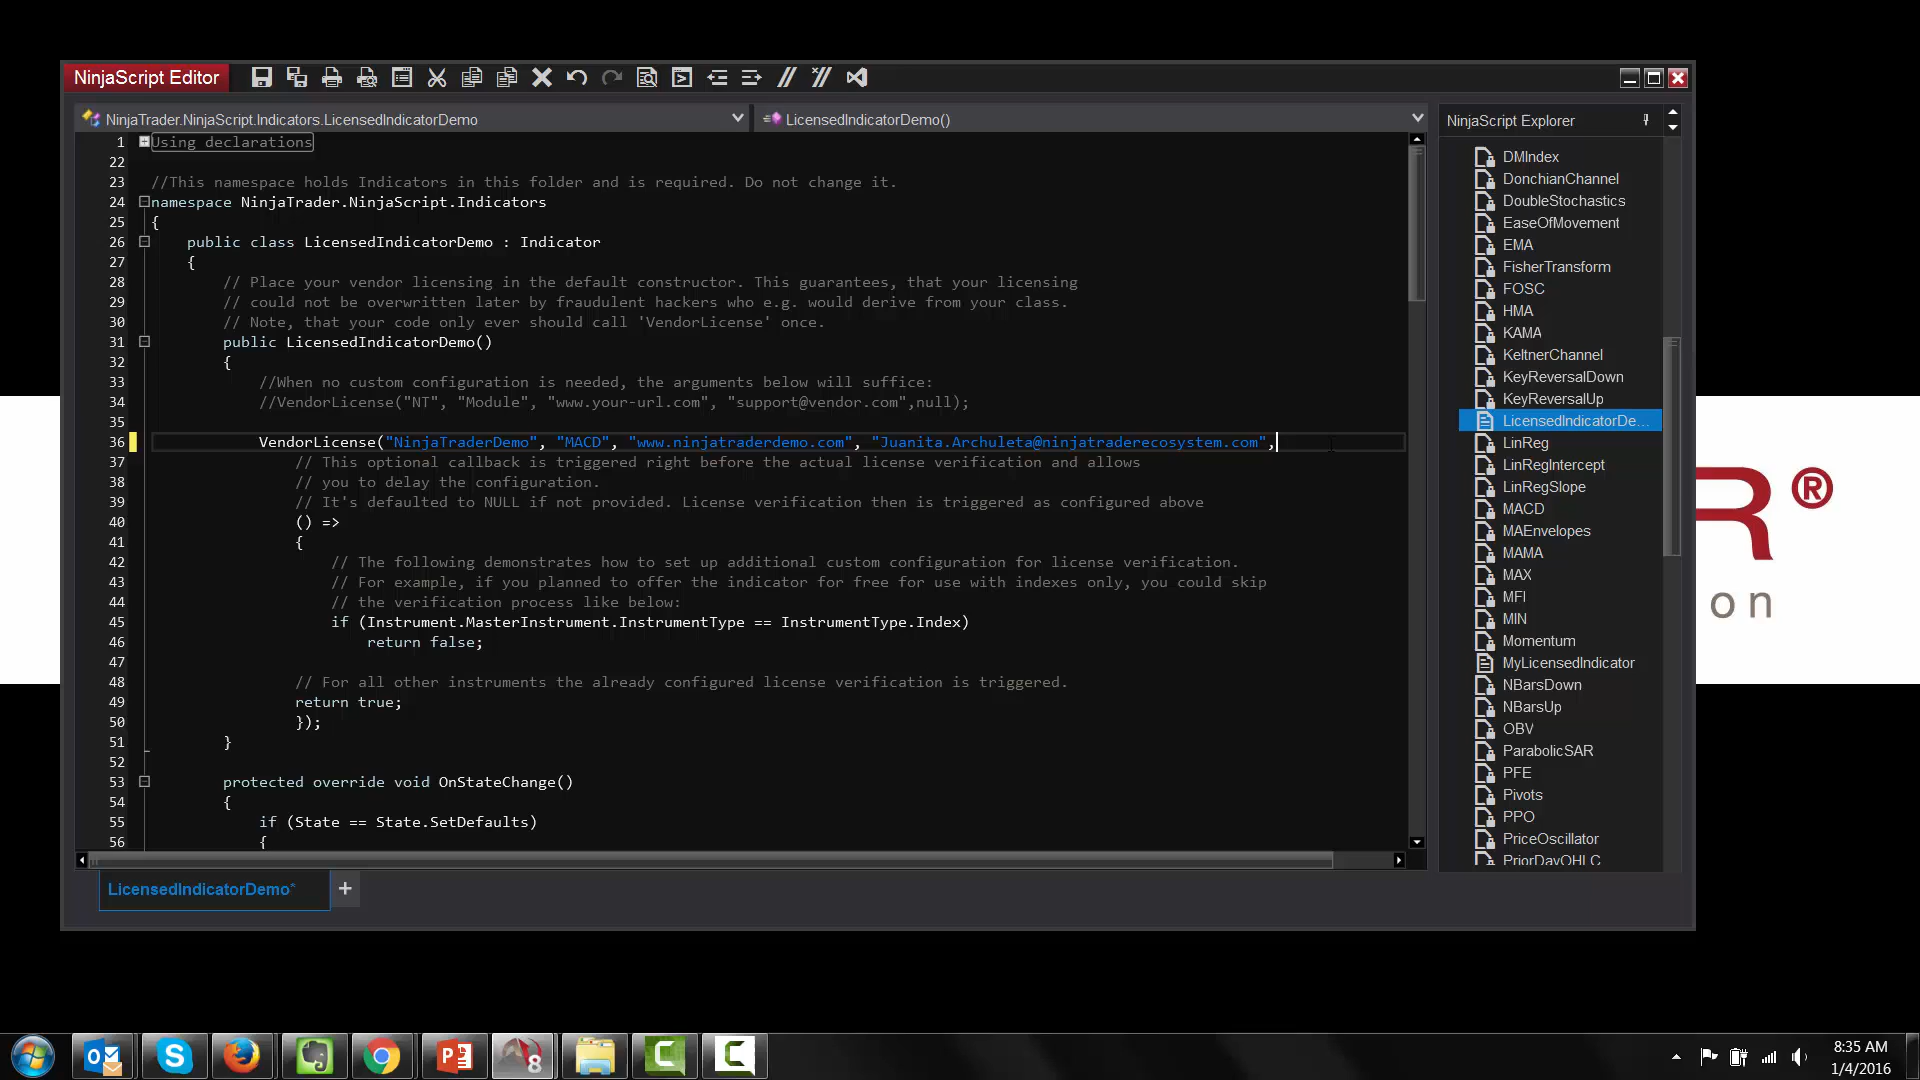 NinjaScript Editor
NinjaTrader.NinjaScript.Indicators.LicensedIndicatorDemo
LicensedIndicatorDemo()
1 Using declarations
22
23 //This namespace holds Indicators in this folder and is required. Do not change it.
24 namespace NinjaTrader.NinjaScript.Indicators
25 {
26 public class LicensedIndicatorDemo : Indicator
27 {
28 // Place your vendor licensing in the default constructor. This guarantees, that your licensing
29 // could not be overwritten later by fraudulent hackers who e.g. would derive from your class.
30 // Note, that your code only ever should call 'VendorLicense' once.
31 public LicensedIndicatorDemo()
32 {
33 //When no custom configuration is needed, the arguments below will suffice:
34 //VendorLicense("NT", "Module", "www.your-url.com", "support@vendor.com",null);
35
36 VendorLicense("NinjaTraderDemo", "MACD", "www.ninjatraderdemo.com", "Juanita.Archuleta@ninjatraderecosystem.com",
37 // This optional callback is triggered right before the actual license verification and allows
38 // you to delay the configuration.
39 // It's defaulted to NULL if not provided. License verification then is triggered as configured above
40 () =>
41 {
42 // The following demonstrates how to set up additional custom configuration for license verification.
43 // For example, if you planned to offer the indicator for free for use with indexes only, you could skip
44 // the verification process like below:
45 if (Instrument.MasterInstrument.InstrumentType == InstrumentType.Index)
46 return false;
47
48 // For all other instruments the already configured license verification is triggered.
49 return true;
50 });
51 }
52
53 protected override void OnStateChange()
54 {
55 if (State == State.SetDefaults)
56 {
LicensedIndicatorDemo*
+
NinjaScript Explorer
DMIndex
DonchianChannel
DoubleStochastics
EaseOfMovement
EMA
FisherTransform
FOSC
HMA
KAMA
KeltnerChannel
KeyReversalDown
KeyReversalUp
LicensedIndicatorDe...
LinReg
LinRegIntercept
LinRegSlope
MACD
MAEnvelopes
MAMA
MAX
MFI
MIN
Momentum
MyLicensedIndicator
NBarsDown
NBarsUp
OBV
ParabolicSAR
PFE
Pivots
PPO
PriceOscillator
PriorDayOHLC
R®
on
8
8:35 AM
1/4/2016